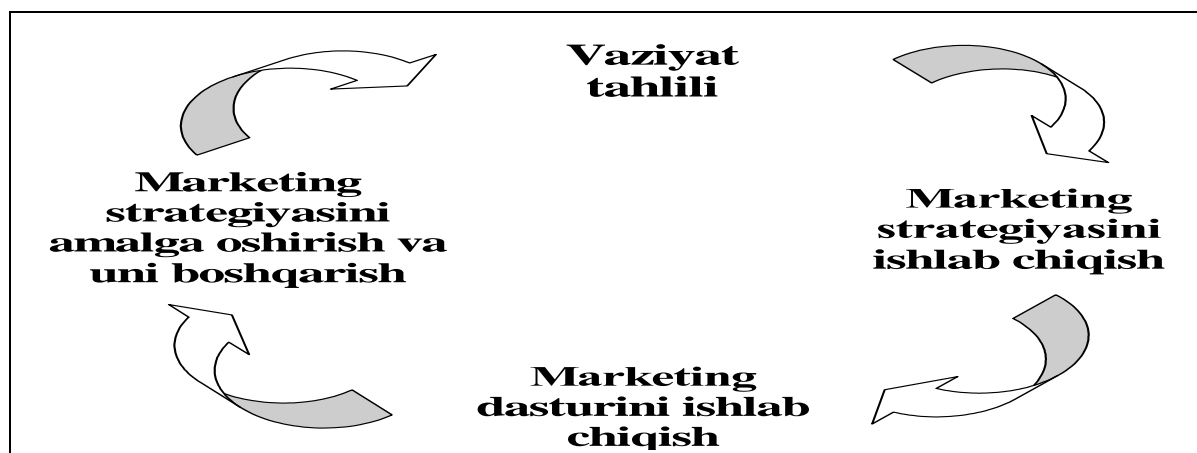 Vaziyat
tahlili
Marketing
strategiyasini
ishlab chiqish
Marketing
dasturini ishlab
chiqish
Marketing
strategiyasini
amalga oshirish va
uni boshqarish